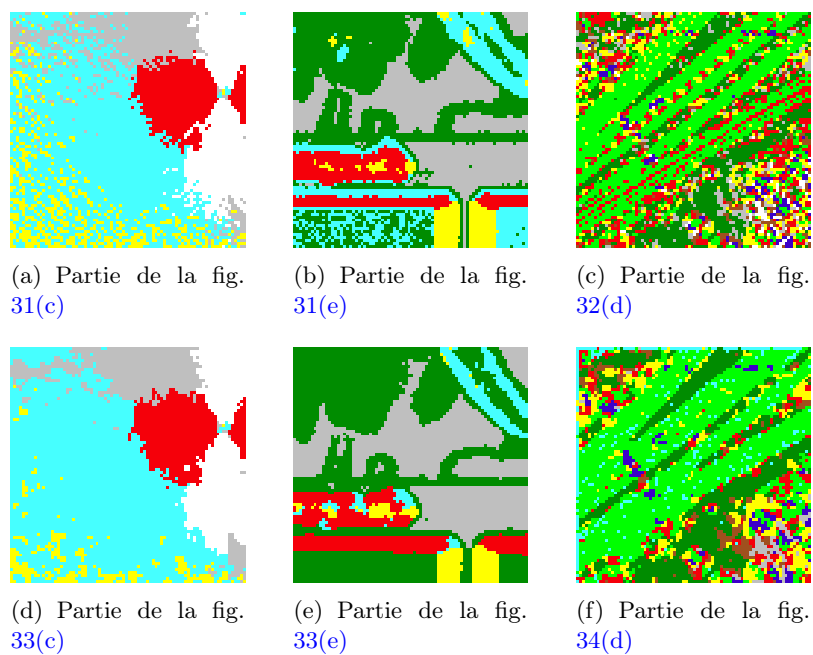 (a) Partie de la fig.
31(c)
(b) Partie de la fig.
31(e)
(c) Partie de la fig.
32(d)
(d) Partie de la fig.
33(c)
(e) Partie de la fig.
33(e)
(f) Partie de la fig.
34(d)